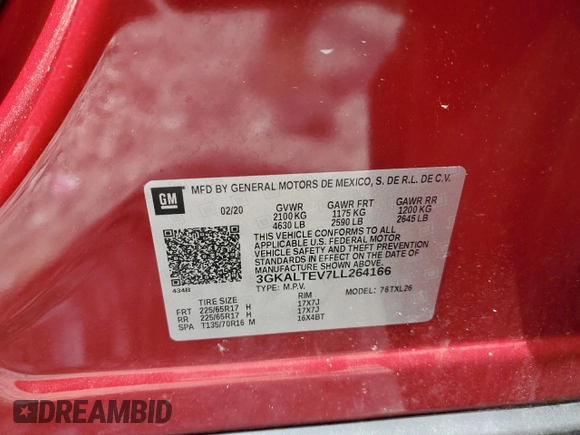 GM
MFD BY GENERAL MOTORS DE MEXICO, S. DE R.L. DE C.V.
02/20 GVWR GAWR FRT GAWR RR
2100 KG 1175 KG 1200 KG
4630 LB 2590 LB 2645 LB
THIS VEHICLE CONFORMS TO ALL
APPLICABLE U.S. FEDERAL MOTOR
VEHICLE SAFETY AND THEFT PREVENTION
STANDARDS IN EFFECT ON THE DATE OF
MANUFACTURE SHOWN ABOVE.
3GKALTEV7LL264166
434B TYPE: M.P.V. MODEL: 76TXL26
TIRE SIZE RIM
FRT 225/65R17 H 17X7J
RR 225/65R17 H 17X7J
SPA T135/70R16 M 16X4BT
DREAMBID